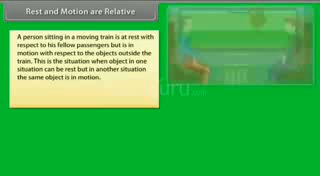 Rest and Motion are Relative
A person sitting in a moving train is at rest with
respect to his fellow passengers but is in
motion with respect to the objects outside the
train. This is the situation when object in one
situation can be rest but in another situation
the same object is in motion.